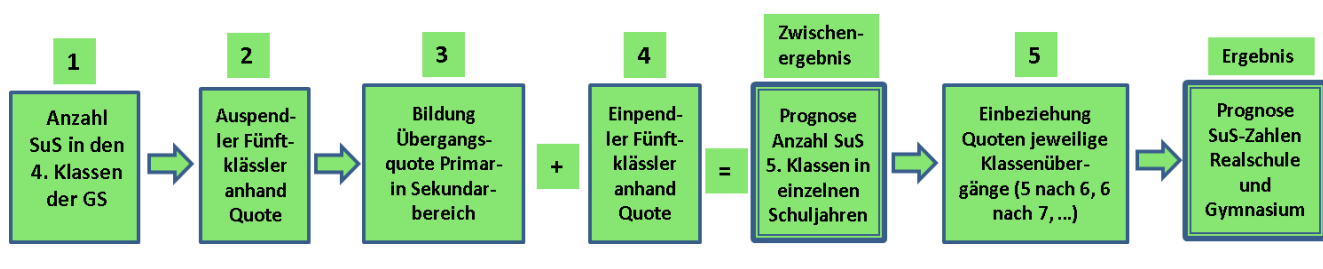 1
Anzahl
SuS in den
4. Klassen
der GS
2
Auspend-
ler Fünft-
klässler
anhand
Quote
3
Bildung
Übergangs-
quote Primar-
in Sekundar-
bereich
+
4
Einpend-
ler Fünft-
klässler
anhand
Quote
=
Zwischen-
ergebnis
Prognose
Anzahl SuS
5. Klassen in
einzelnen
Schuljahren
5
Einbeziehung
Quoten jeweilige
Klassenüber-
gänge (5 nach 6, 6
nach 7, ...)
Ergebnis
Prognose
SuS-Zahlen
Realschule
und
Gymnasium